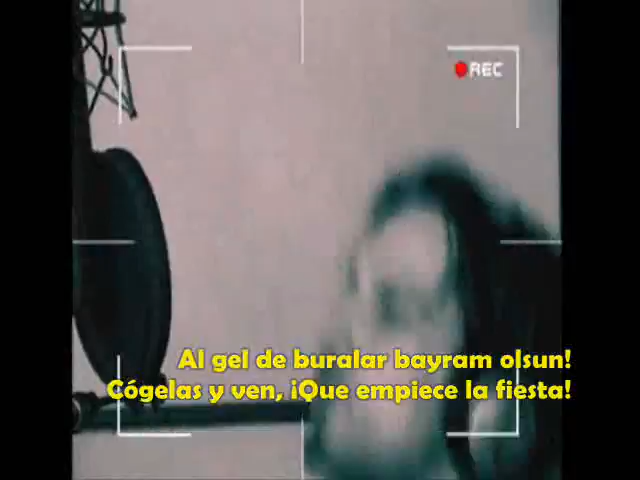 REC
Al gel de buralar bayram olsun!
Cógelas y ven, ¡Que empiece la fiesta!